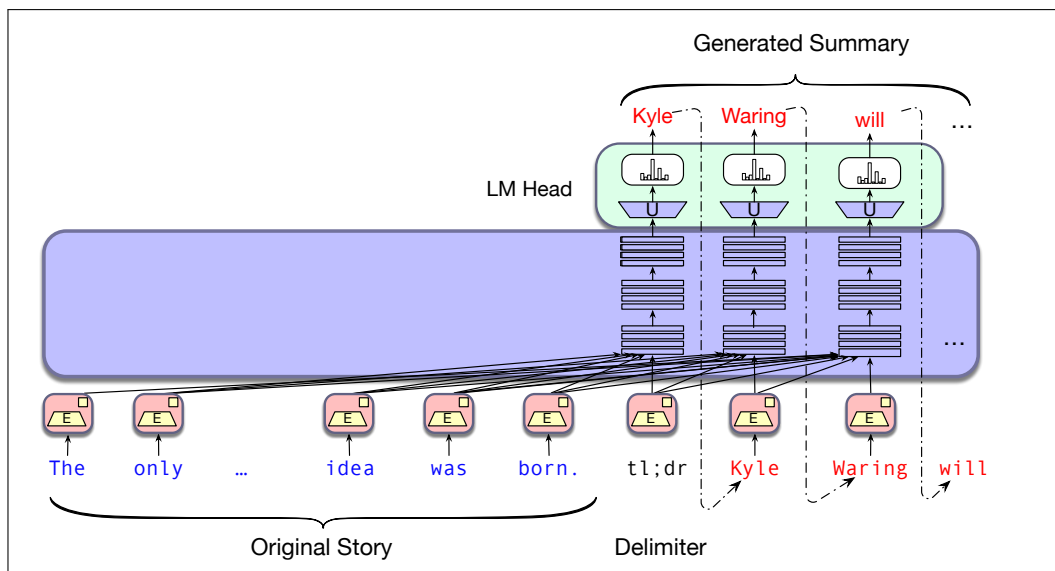 Generated Summary
Kyle Waring will …
LM Head
U U U
…
E E E E E E E E
The only … idea was born. tl;dr Kyle Waring will
Original Story Delimiter